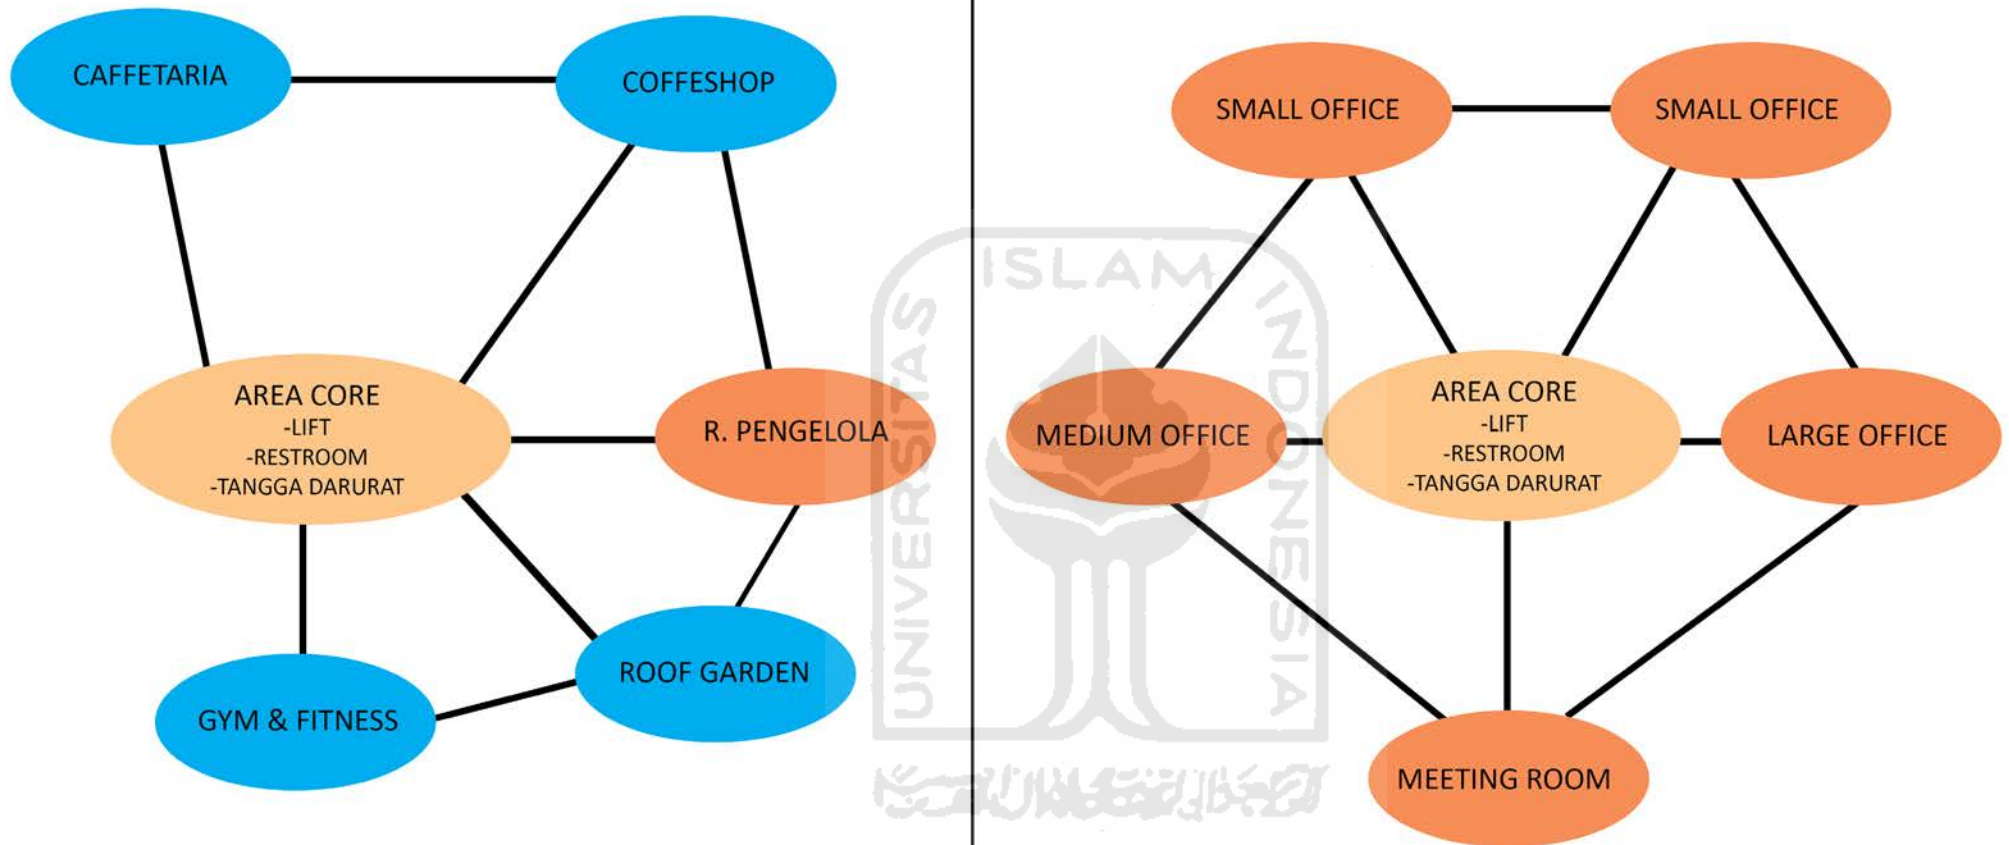 CAFFETARIA
COFFESHOP
AREA CORE
-LIFT
-RESTROOM
-TANGGA DARURAT
R. PENGELOLA
ROOF GARDEN
GYM & FITNESS
SMALL OFFICE
SMALL OFFICE
MEDIUM OFFICE
AREA CORE
-LIFT
-RESTROOM
-TANGGA DARURAT
LARGE OFFICE
MEETING ROOM
UNIVERSITAS
ISLAM
INDONESIA